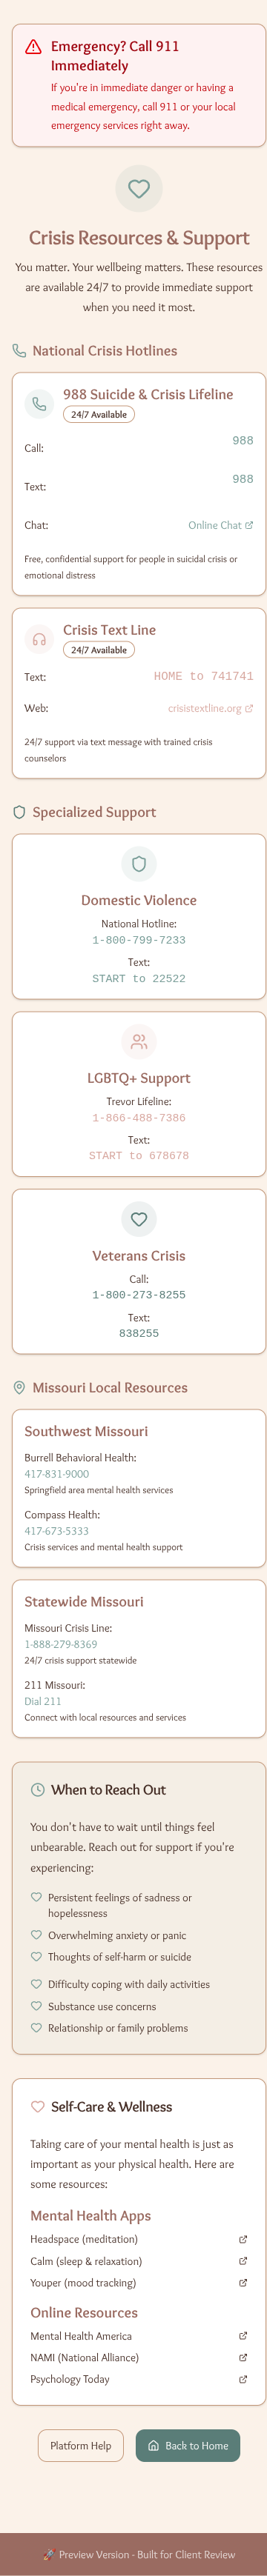 Emergency? Call 911
Immediately
If you're in immediate danger or having a
medical emergency, call 911 or your local
emergency services right away.
Crisis Resources & Support
You matter. Your wellbeing matters. These resources
are available 24/7 to provide immediate support
when you need it most.
National Crisis Hotlines
988 Suicide & Crisis Lifeline
24/7 Available
Call: 988
Text: 988
Chat: Online Chat
Free, confidential support for people in suicidal crisis or
emotional distress
Crisis Text Line
24/7 Available
Text: HOME to 741741
Web: crisistextline.org
24/7 support via text message with trained crisis
counselors
Specialized Support
Domestic Violence
National Hotline:
1-800-799-7233
Text:
START to 22522
LGBTQ+ Support
Trevor Lifeline:
1-866-488-7386
Text:
START to 678678
Veterans Crisis
Call:
1-800-273-8255
Text:
838255
Missouri Local Resources
Southwest Missouri
Burrell Behavioral Health:
417-831-9000
Springfield area mental health services
Compass Health:
417-673-5333
Crisis services and mental health support
Statewide Missouri
Missouri Crisis Line:
1-888-279-8369
24/7 crisis support statewide
211 Missouri:
Dial 211
Connect with local resources and services
When to Reach Out
You don't have to wait until things feel
unbearable. Reach out for support if you're
experiencing:
Persistent feelings of sadness or
hopelessness
Overwhelming anxiety or panic
Thoughts of self-harm or suicide
Difficulty coping with daily activities
Substance use concerns
Relationship or family problems
Self-Care & Wellness
Taking care of your mental health is just as
important as your physical health. Here are
some resources:
Mental Health Apps
Headspace (meditation)
Calm (sleep & relaxation)
Youper (mood tracking)
Online Resources
Mental Health America
NAMI (National Alliance)
Psychology Today
Platform Help
Back to Home
🚀 Preview Version - Built for Client Review